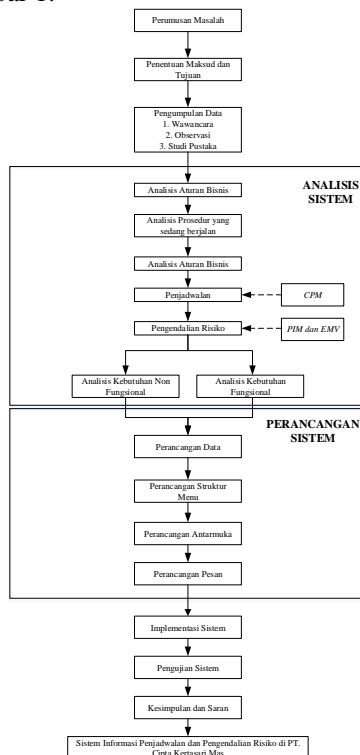 Perumusan Masalah
Penentuan Maksud dan
Tujuan
Pengumpulan Data
1. Wawancara
2. Observasi
3. Studi Pustaka
ANALISIS
SISTEM
Analisis Aturan Bisnis
Analisis Prosedur yang
sedang berjalan
Analisis Aturan Bisnis
Penjadwalan
CPM
Pengendalian Risiko
PIM dan EMV
Analisis Kebutuhan Non
Fungsional
Analisis Kebutuhan
Fungsional
PERANCANGAN
SISTEM
Perancangan Data
Perancangan Struktur
Menu
Perancangan Antarmuka
Perancangan Pesan
Implementasi Sistem
Pengujian Sistem
Kesimpulan dan Saran
Sistem Informasi Penjadwalan dan Pengendalian Risiko di PT.
Cipta Kertasari Mas